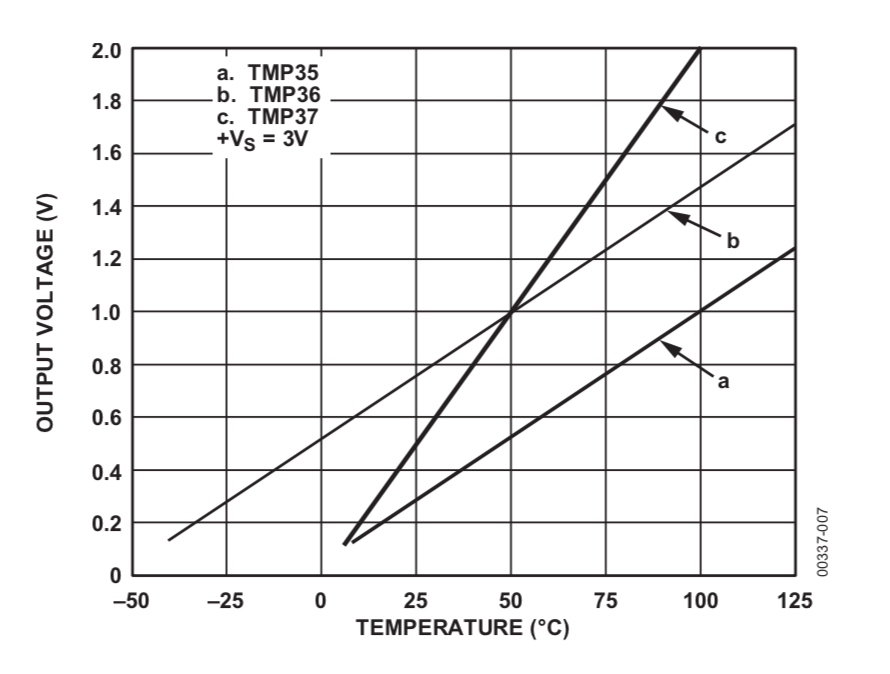 2.0
1.8
1.6
1.4
1.2
1.0
0.8
0.6
0.4
0.2
0
OUTPUT VOLTAGE (V)
a. TMP35
b. TMP36
c. TMP37
+VS = 3V
c
b
a
–50 –25 0 25 50 75 100 125
TEMPERATURE (°C)
00337-007